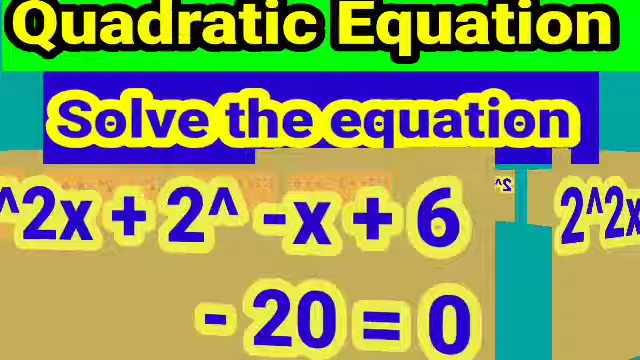 Quadratic Equation
Solve the equation
^2x + 2^ -x + 6
2^2x
- 20 = 0